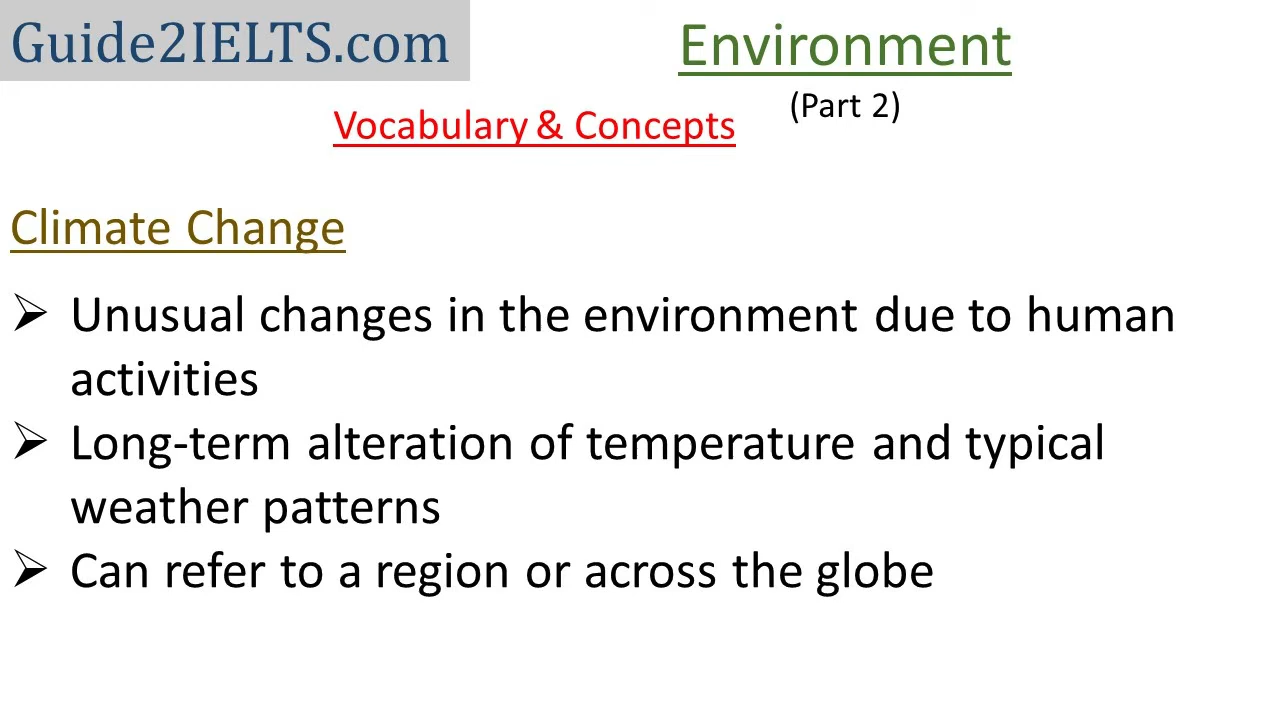 Guide2IELTS.com
Environment
(Part 2)
Vocabulary & Concepts
Climate Change
➢ Unusual changes in the environment due to human
activities
➢ Long-term alteration of temperature and typical
weather patterns
➢ Can refer to a region or across the globe